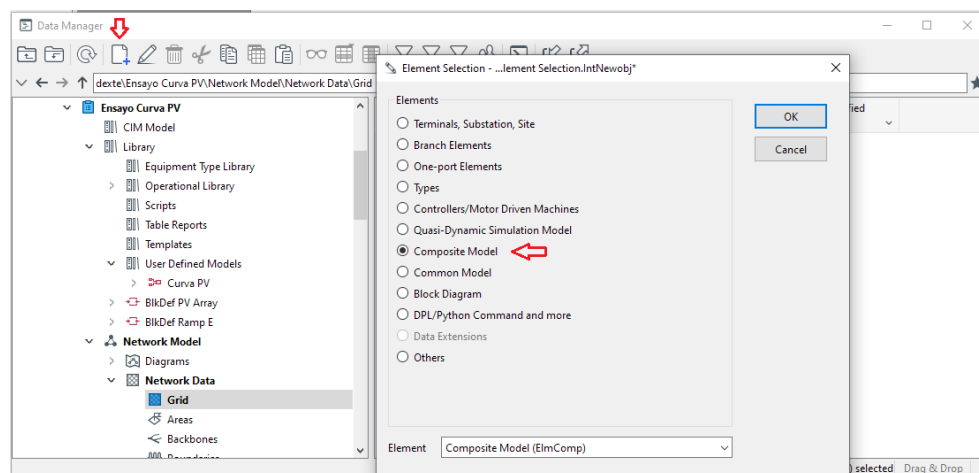 Data Manager
dexte\Ensayo Curva PV\Network Model\Network Data\Grid
Ensayo Curva PV
CIM Model
Library
Equipment Type Library
Operational Library
Scripts
Table Reports
Templates
User Defined Models
Curva PV
BlkDef PV Array
BlkDef Ramp E
Network Model
Diagrams
Network Data
Grid
Areas
Backbones
Element Selection - ...lement Selection.IntNewobj*
Elements
Terminals, Substation, Site
Branch Elements
One-port Elements
Types
Controllers/Motor Driven Machines
Quasi-Dynamic Simulation Model
Composite Model
Common Model
Block Diagram
DPL/Python Command and more
Data Extensions
Others
OK
Cancel
Element Composite Model (ElmComp)
fied
) selected Drag & Drop